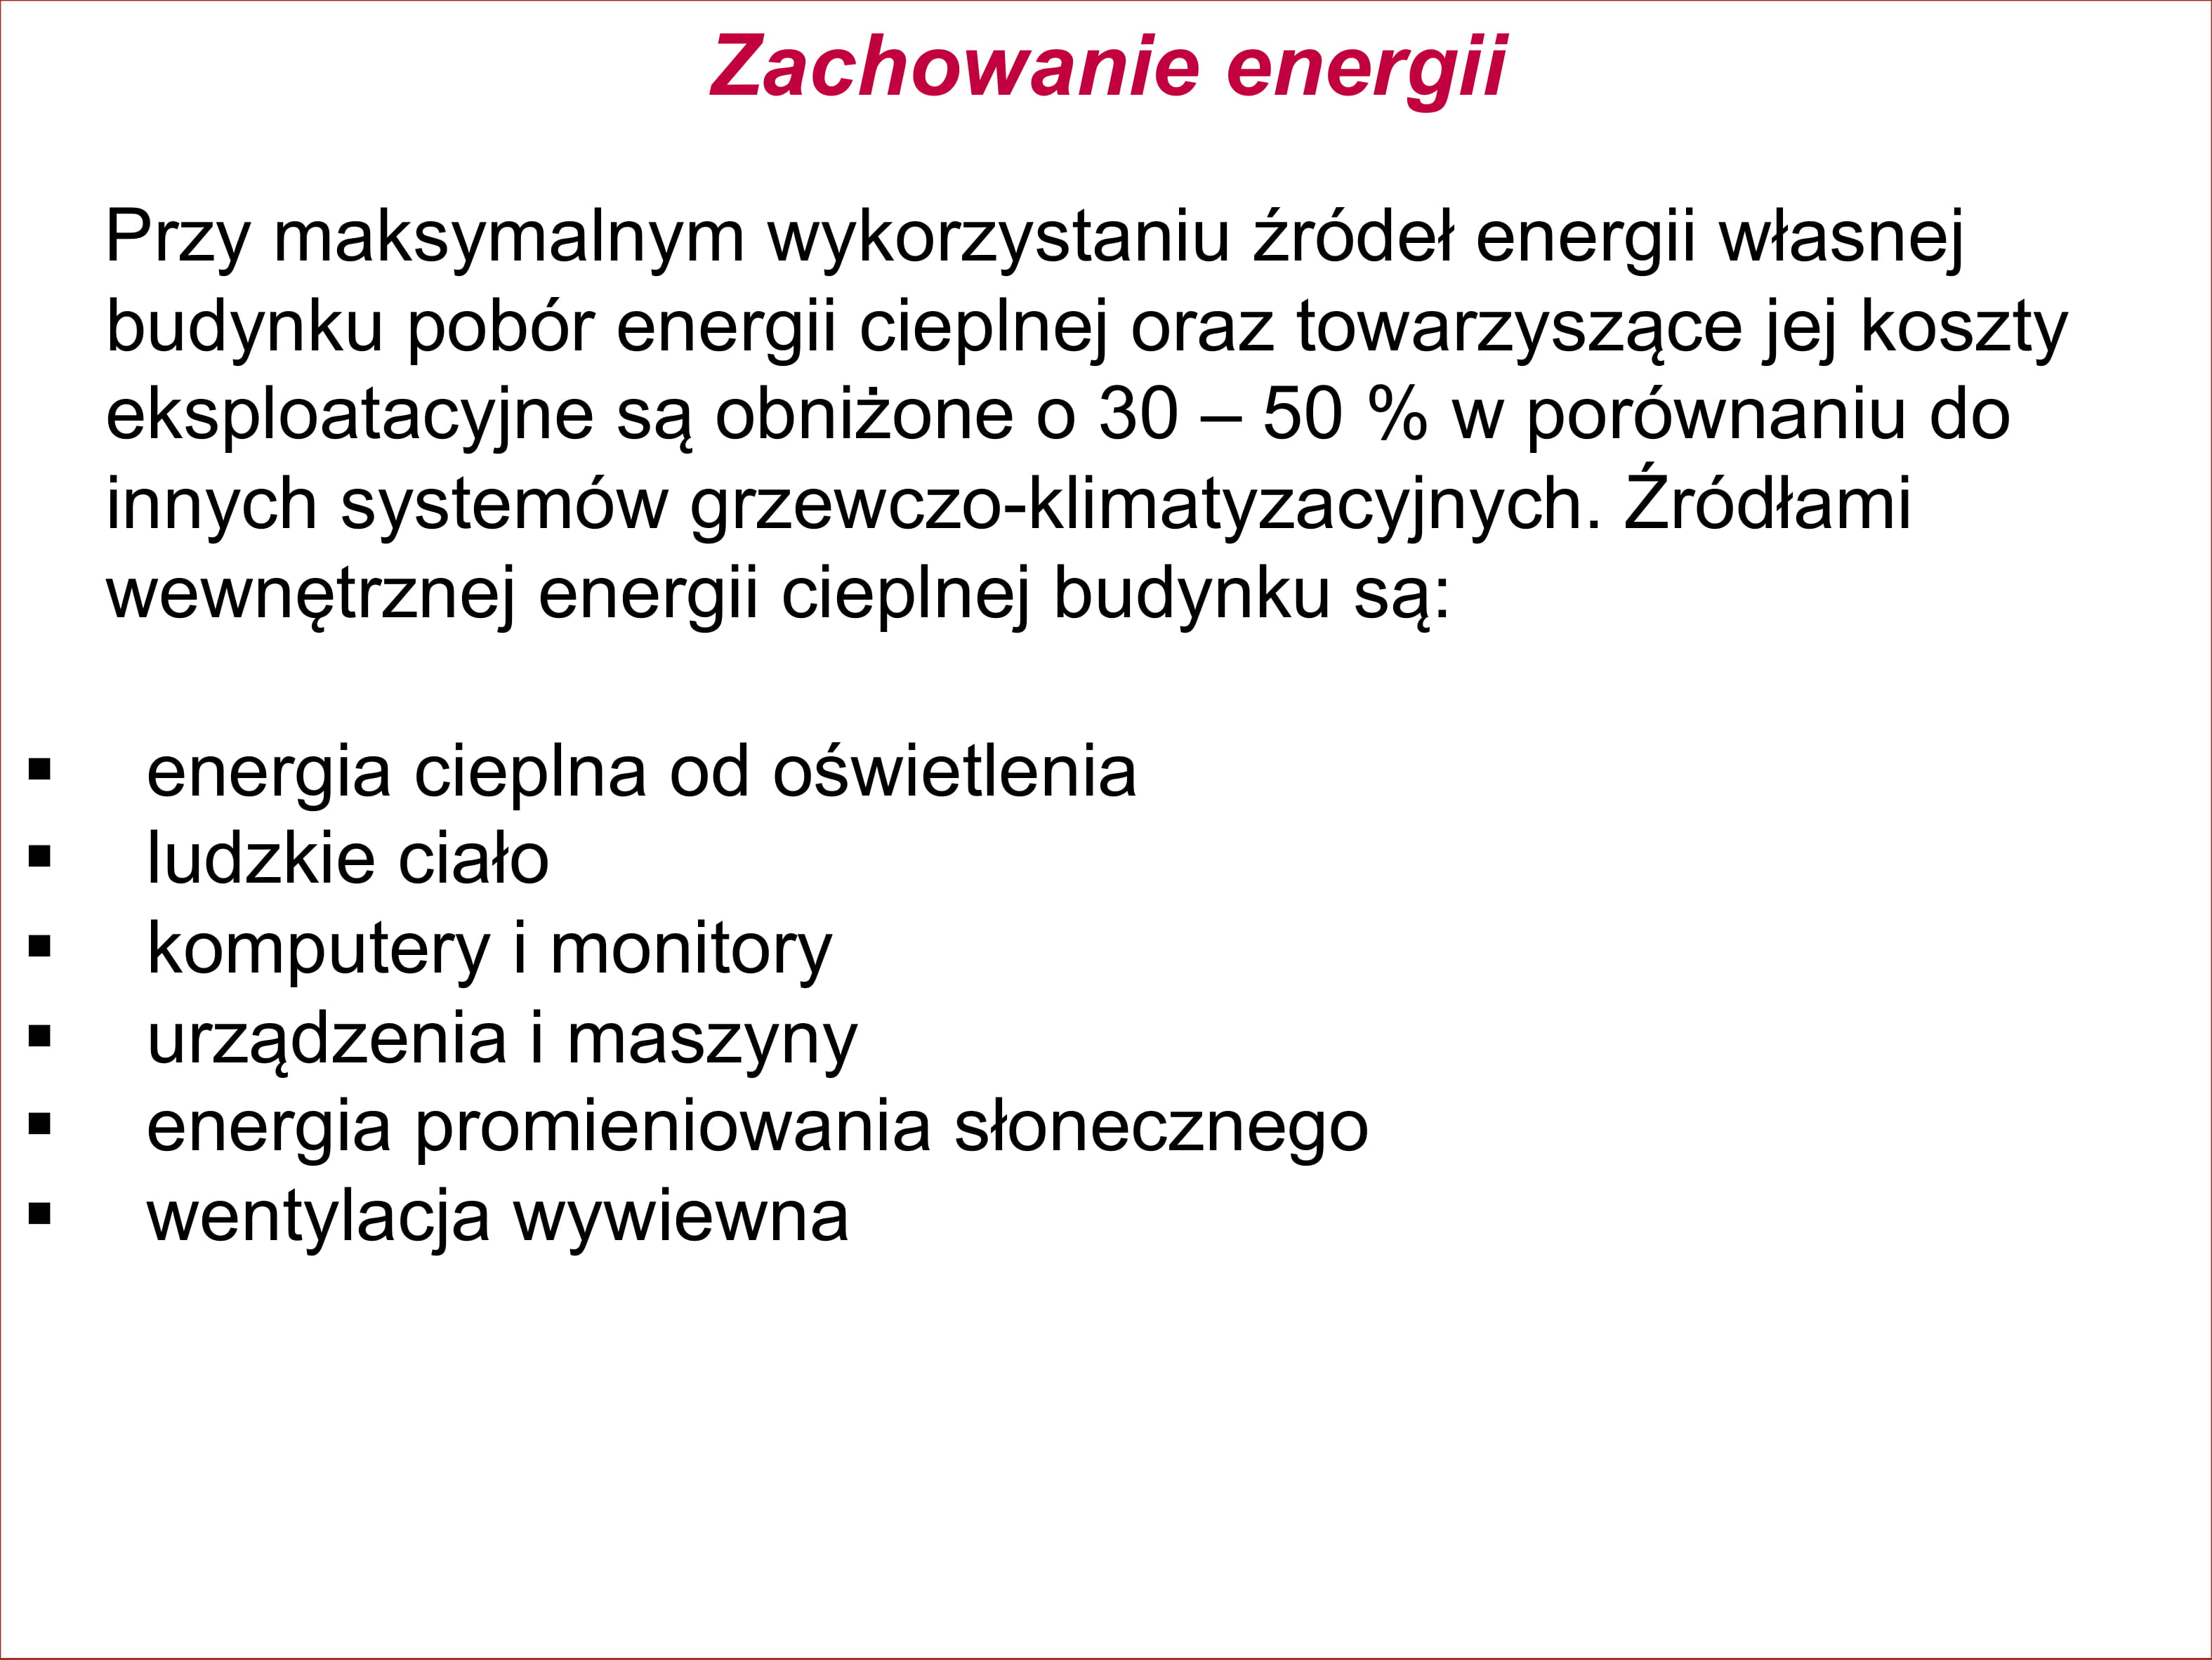 Zachowanie energii
Przy maksymalnym wykorzystaniu źródeł energii własnej
budynku pobór energii cieplnej oraz towarzyszące jej koszty
eksploatacyjne są obniżone o 30 – 50 % w porównaniu do
innych systemów grzewczo-klimatyzacyjnych. Źródłami
wewnętrznej energii cieplnej budynku są:
▪ energia cieplna od oświetlenia
▪ ludzkie ciało
▪ komputery i monitory
▪ urządzenia i maszyny
▪ energia promieniowania słonecznego
▪ wentylacja wywiewna